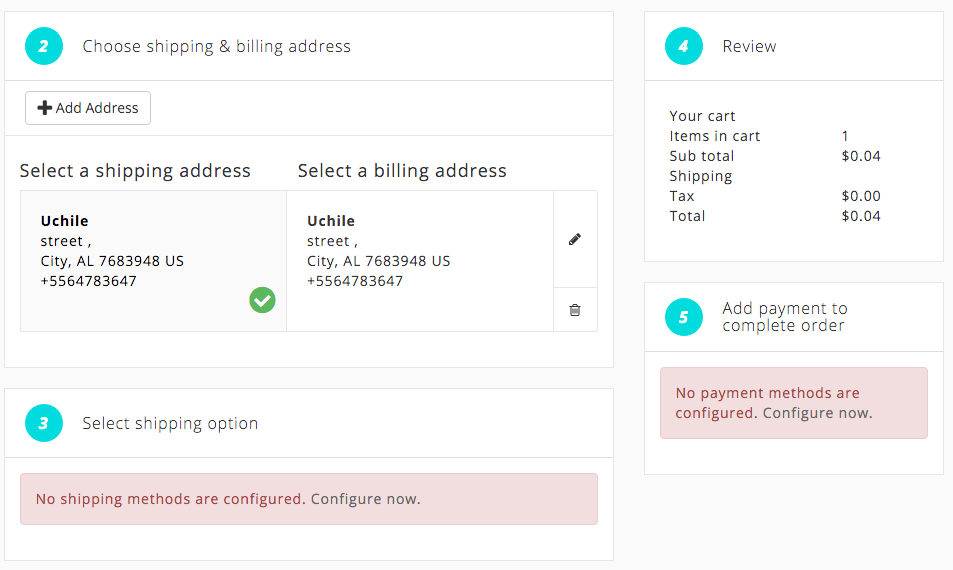 2 Choose shipping & billing address
Add Address
Select a shipping address
Uchile
street ,
City, AL 7683948 US
+5564783647
Select a billing address
Uchile
street ,
City, AL 7683948 US
+5564783647
3 Select shipping option
No shipping methods are configured. Configure now.
4 Review
Your cart
Items in cart 1
Sub total $0.04
Shipping
Tax $0.00
Total $0.04
5 Add payment to
complete order
No payment methods are
configured. Configure now.